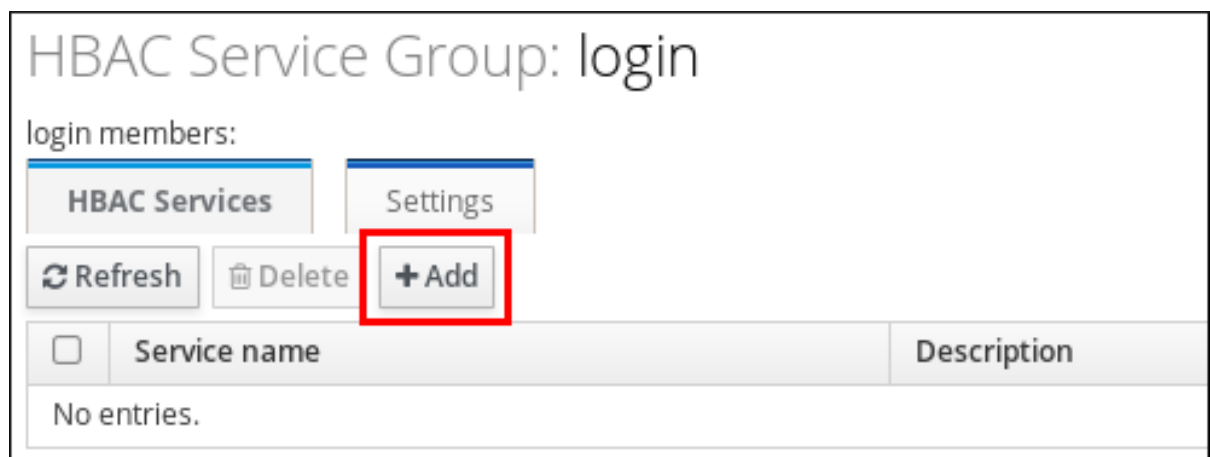 HBAC Service Group: login
login members:
HBAC Services Settings
Refresh Delete Add
Service name Description
No entries.